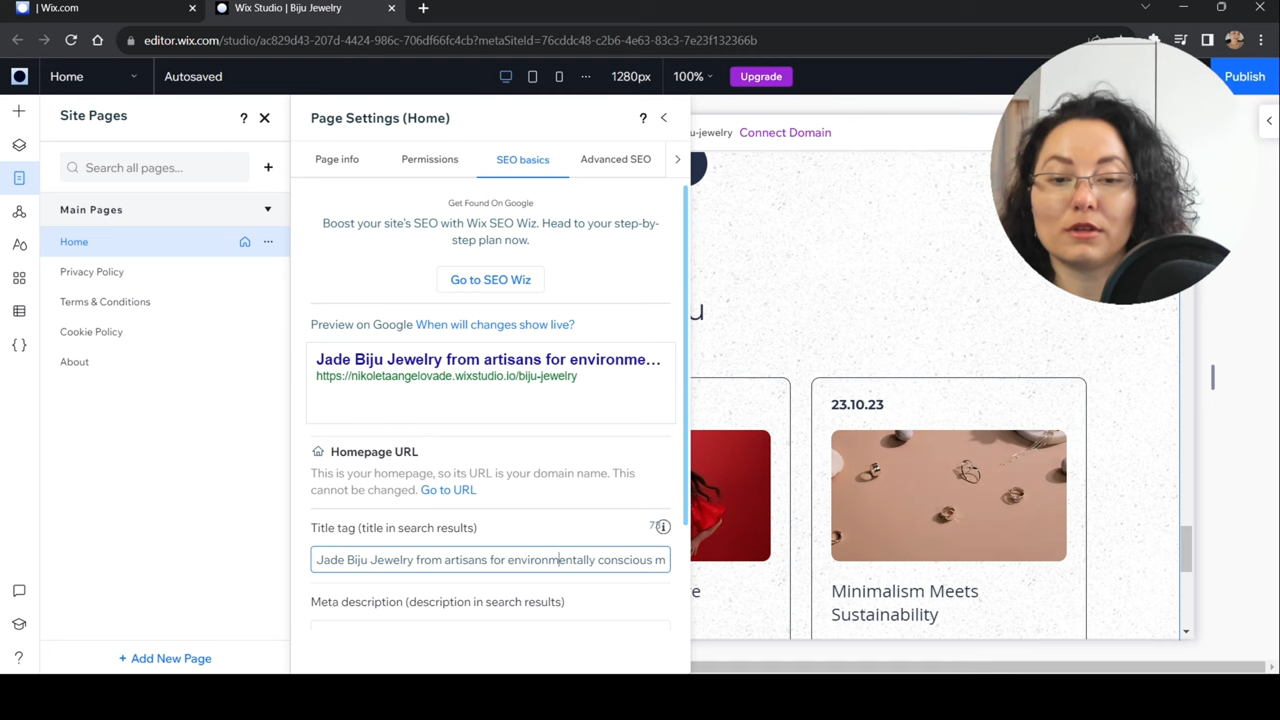 | Wix.com
Wix Studio | Biju Jewelry
editor.wix.com/studio/ac829d43-207d-4424-986c-706df66fc4cb?metaSiteId=76cddc48-c2b6-4e63-83c3-7e23f132366b
Home
Autosaved
1280px
100%
Upgrade
Publish
Site Pages
?
Search all pages...
Main Pages
Home
Privacy Policy
Terms & Conditions
Cookie Policy
About
+ Add New Page
Page Settings (Home)
?
Page info
Permissions
SEO basics
Advanced SEO
Get Found On Google
Boost your site's SEO with Wix SEO Wiz. Head to your step-by-
step plan now.
Go to SEO Wiz
Preview on Google When will changes show live?
Jade Biju Jewelry from artisans for environme...
https://nikoletaangelovade.wixstudio.io/biju-jewelry
Homepage URL
This is your homepage, so its URL is your domain name. This
cannot be changed. Go to URL
Title tag (title in search results)
Jade Biju Jewelry from artisans for environmentally conscious m
Meta description (description in search results)
u-jewelry Connect Domain
u
23.10.23
e
Minimalism Meets
Sustainability